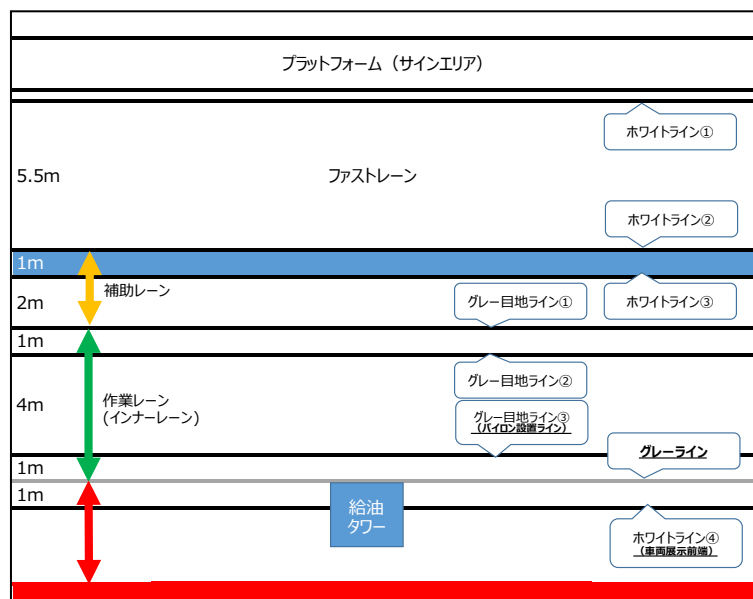 プラットフォーム（サインエリア）
ホワイトライン①
5.5m
ファストレーン
ホワイトライン②
1m
補助レーン
2m
グレー目地ライン①
ホワイトライン③
1m
グレー目地ライン②
4m
作業レーン
(インナーレーン)
グレー目地ライン③
（パイロン設置ライン）
グレーライン
1m
1m
給油
タワー
ホワイトライン④
（車両展示前端）